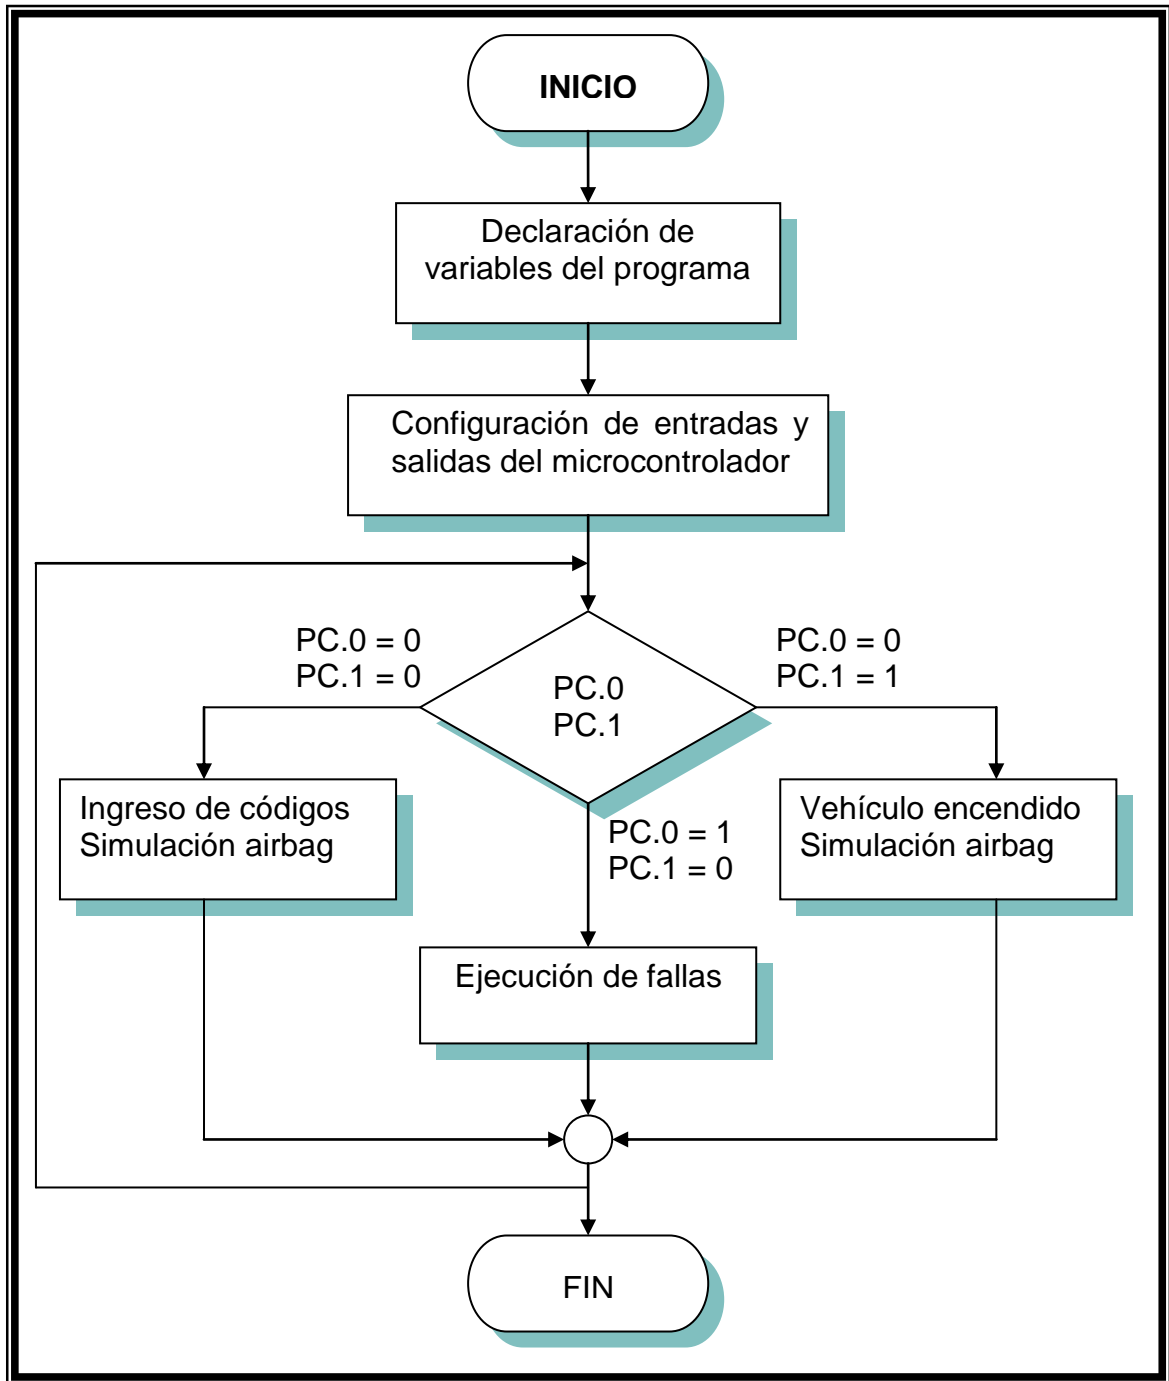 INICIO
Declaración de
variables del programa
Configuración de entradas y
salidas del microcontrolador
PC.0 = 0
PC.1 = 0
PC.0 = 0
PC.1 = 1
PC.0
PC.1
Ingreso de códigos
Simulación airbag
PC.0 = 1
PC.1 = 0
Vehículo encendido
Simulación airbag
Ejecución de fallas
FIN